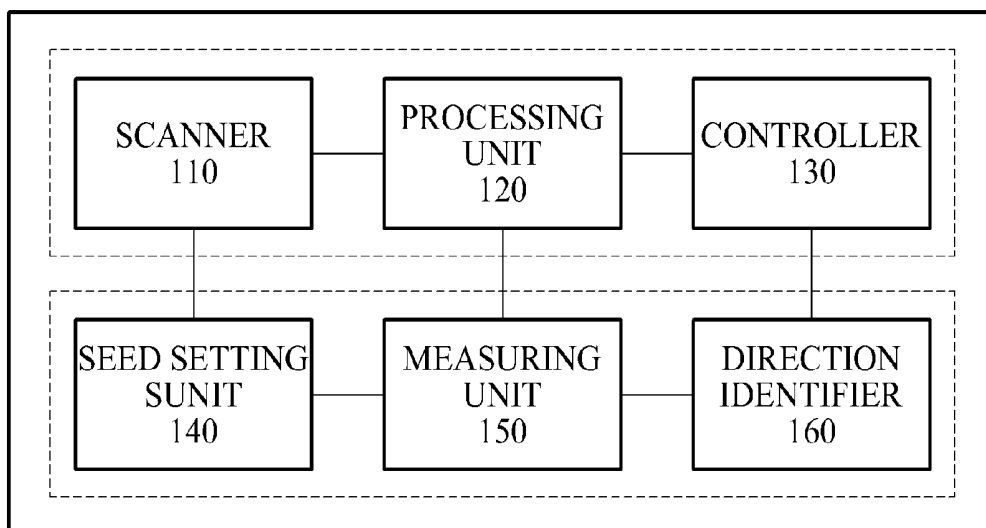 SCANNER
110
PROCESSING
UNIT
120
CONTROLLER
130
SEED SETTING
SUNIT
140
MEASURING
UNIT
150
DIRECTION
IDENTIFIER
160